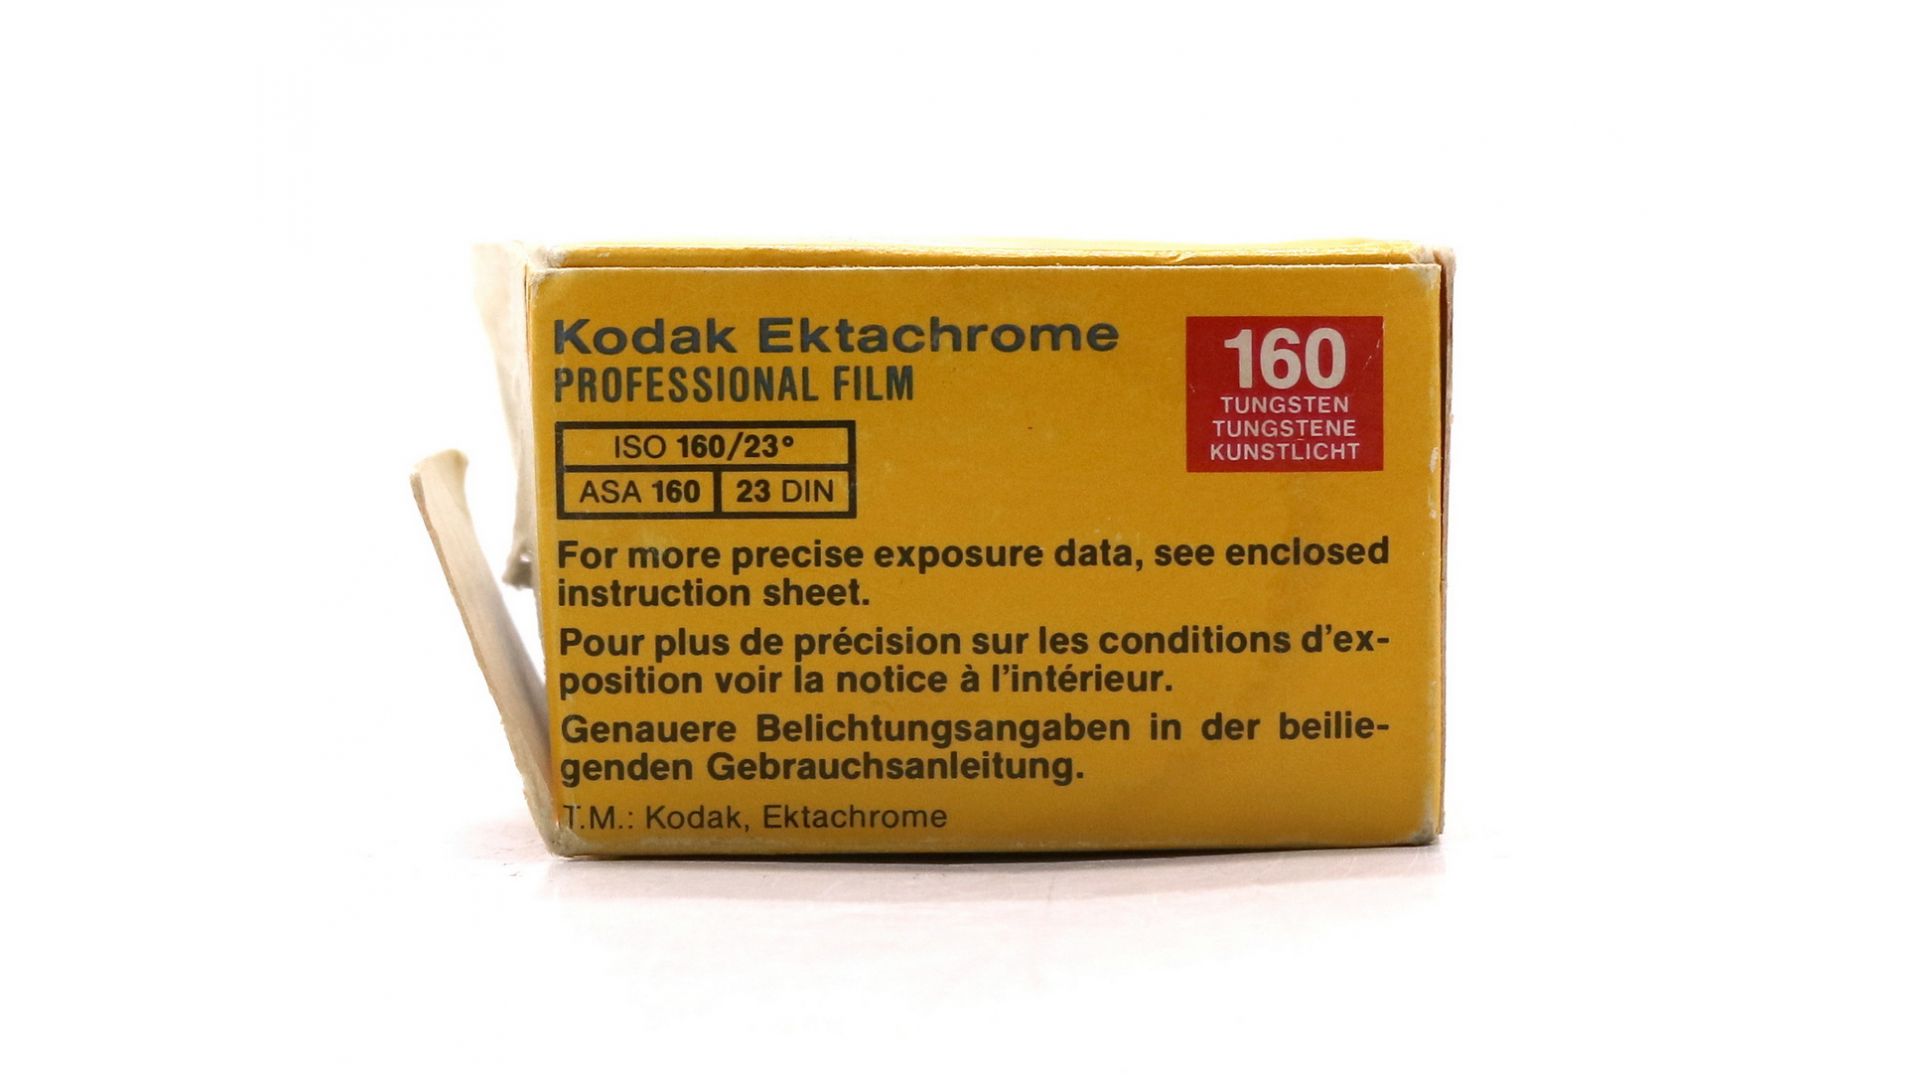 Kodak Ektachrome
PROFESSIONAL FILM
160
TUNGSTEN
TUNGSTENE
KUNSTLICHT
ISO 160/23°
ASA 160 23 DIN
For more precise exposure data, see enclosed
instruction sheet.
Pour plus de précision sur les conditions d'ex-
position voir la notice à l'intérieur.
Genauere Belichtungsangaben in der beilie-
genden Gebrauchsanleitung.
T.M.: Kodak, Ektachrome